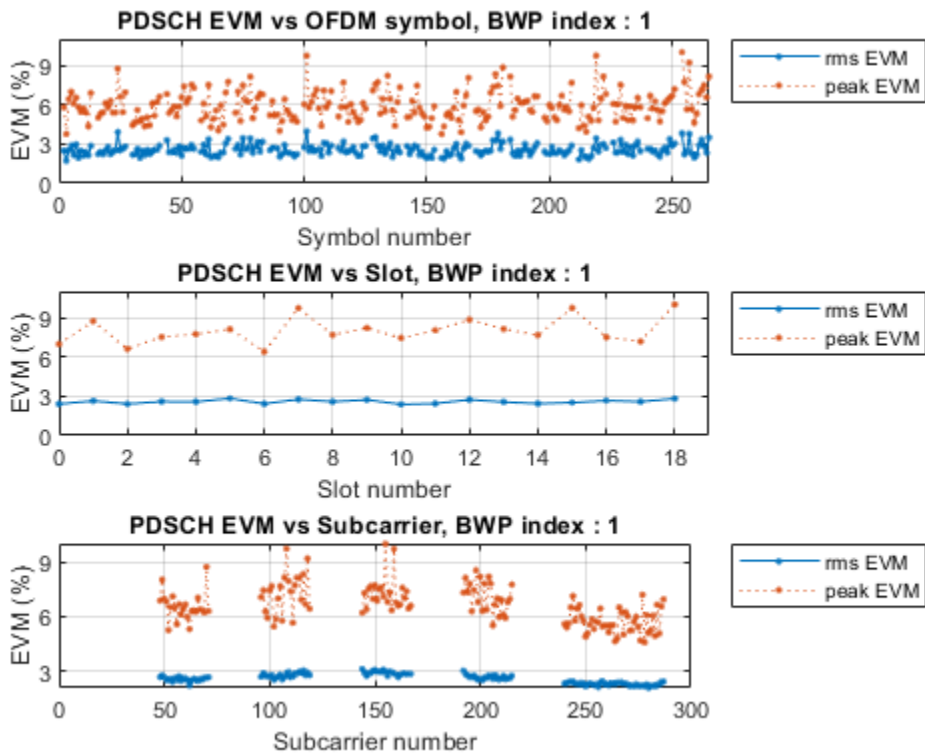 PDSCH EVM vs OFDM symbol, BWP index : 1
EVM (%)
9
6
3
0
0 50 100 150 200 250
Symbol number
rms EVM
peak EVM
PDSCH EVM vs Slot, BWP index : 1
EVM (%)
9
6
3
0
0 2 4 6 8 10 12 14 16 18
Slot number
rms EVM
peak EVM
PDSCH EVM vs Subcarrier, BWP index : 1
EVM (%)
9
6
3
0 50 100 150 200 250 300
Subcarrier number
rms EVM
peak EVM